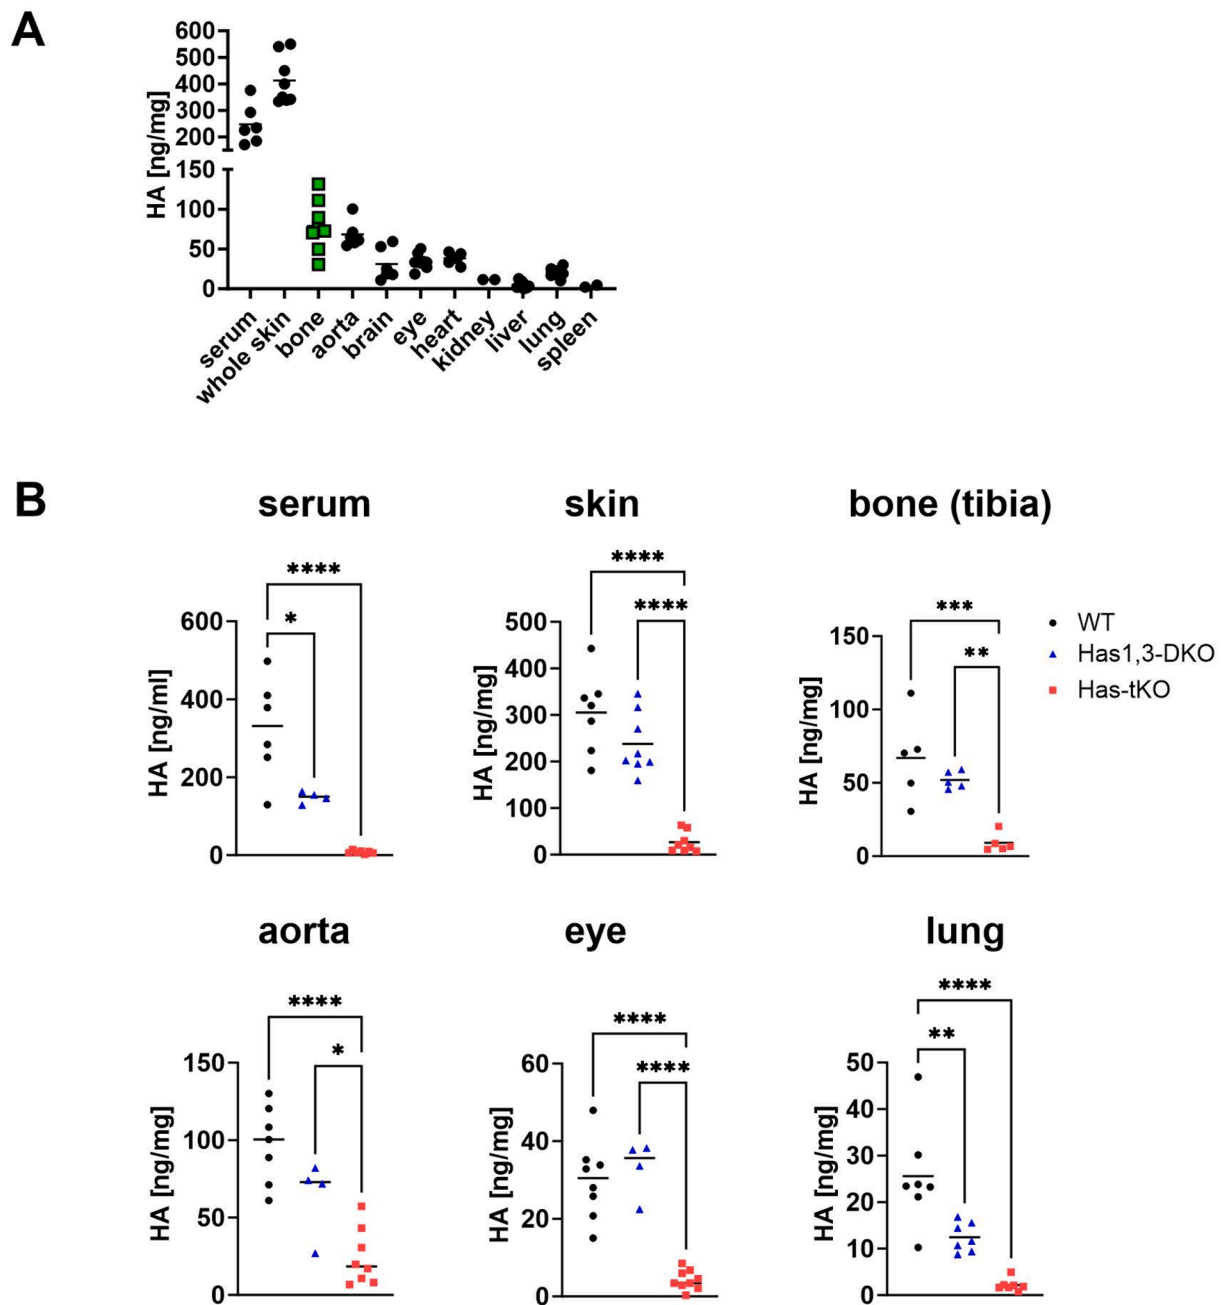 A
HA [ng/mg]
600
500
400
300
200
150
100
50
0
serum
whole skin
bone
aorta
brain
eye
heart
kidney
liver
lung
spleen
B
serum
HA [ng/ml]
600
400
200
0
****
*
skin
HA [ng/mg]
500
400
300
200
100
0
****
****
bone (tibia)
HA [ng/mg]
150
100
50
0
***
**
WT
Has1,3-DKO
Has-tKO
aorta
HA [ng/mg]
150
100
50
0
****
*
eye
HA [ng/mg]
60
40
20
0
****
****
lung
HA [ng/mg]
50
40
30
20
10
0
****
**